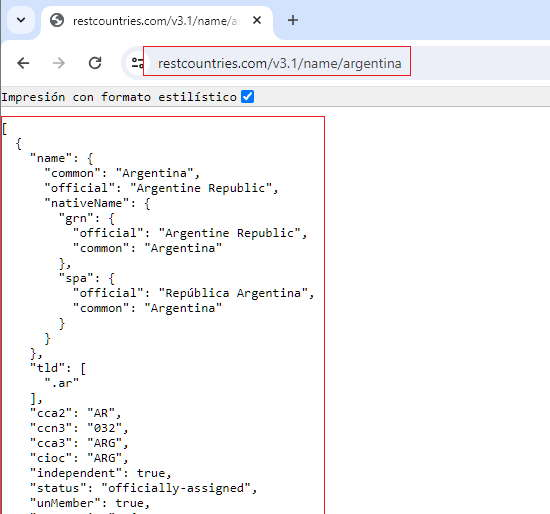 restcountries.com/v3.1/name/a
restcountries.com/v3.1/name/argentina
Impresión con formato estilístico
[
  {
    "name": {
      "common": "Argentina",
      "official": "Argentine Republic",
      "nativeName": {
        "grn": {
          "official": "Argentine Republic",
          "common": "Argentina"
        },
        "spa": {
          "official": "República Argentina",
          "common": "Argentina"
        }
      }
    },
    "tld": [
      ".ar"
    ],
    "cca2": "AR",
    "ccn3": "032",
    "cca3": "ARG",
    "cioc": "ARG",
    "independent": true,
    "status": "officially-assigned",
    "unMember": true,